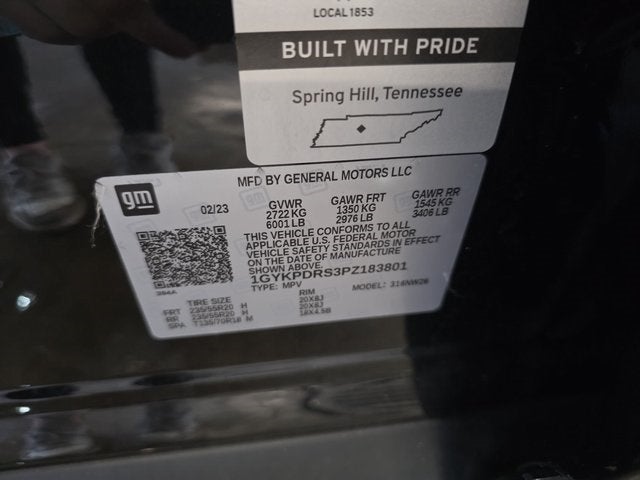 LOCAL 1853
BUILT WITH PRIDE
Spring Hill, Tennessee
MFD BY GENERAL MOTORS LLC
gm
02/23
GVWR GAWR FRT GAWR RR
2722 KG 1350 KG 1545 KG
6001 LB 2976 LB 3406 LB
THIS VEHICLE CONFORMS TO ALL
APPLICABLE U.S. FEDERAL MOTOR
VEHICLE SAFETY STANDARDS IN EFFECT
ON THE DATE OF MANUFACTURE
SHOWN ABOVE.
1GYKPDRS3PZ183801
TYPE: MPV MODEL: 316NW26
394A
TIRE SIZE RIM
FRT 235/55R20 H 20X8J
RR 235/55R20 H 20X8J
SPA T135/70R18 M 18X4.5B